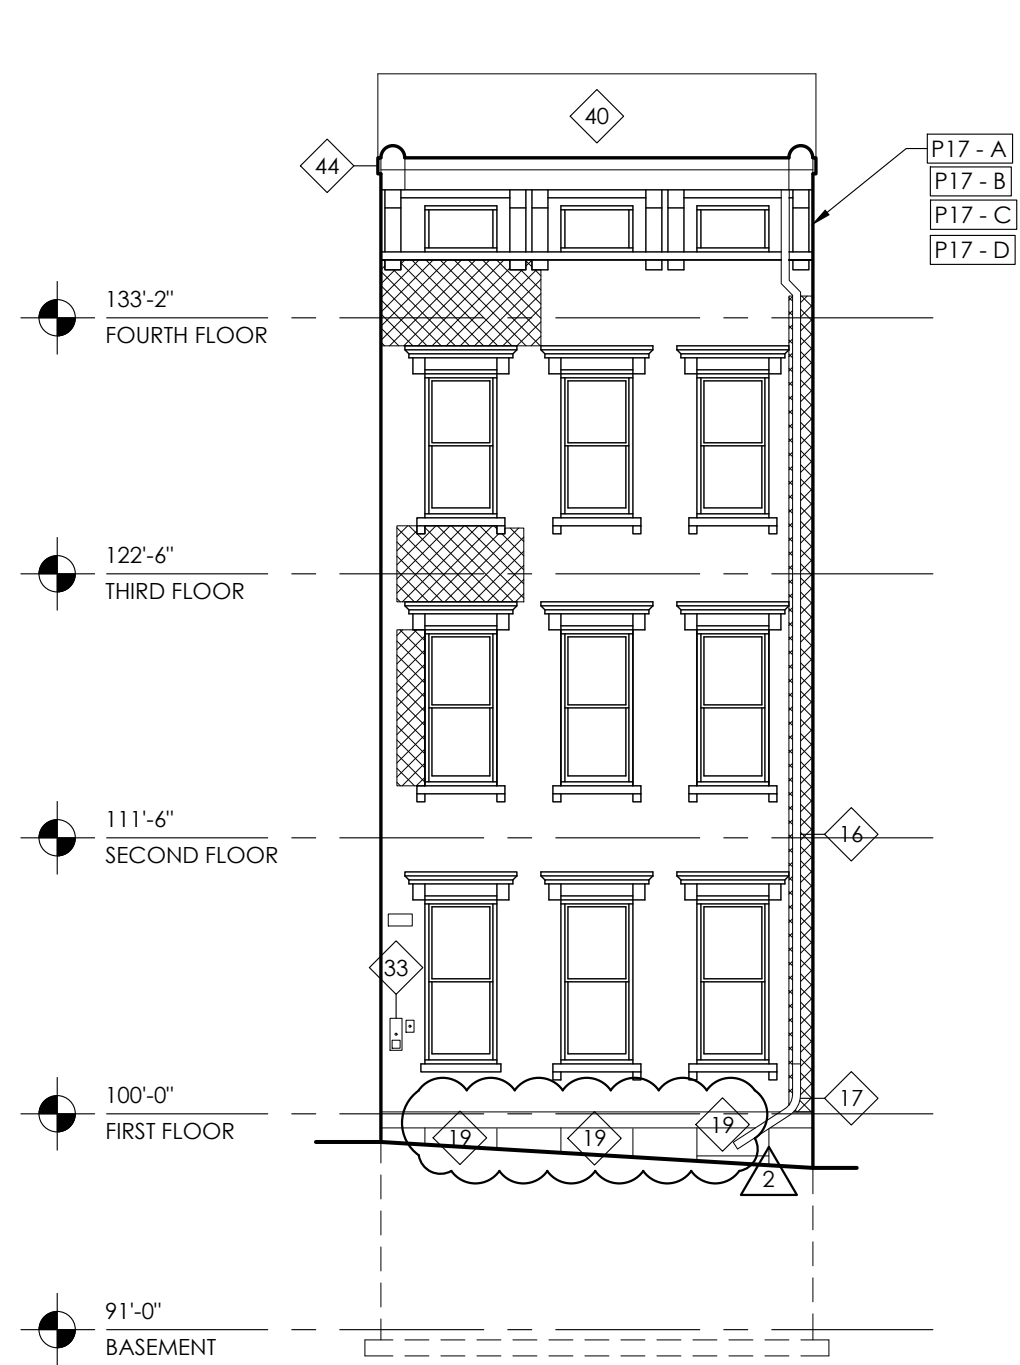 40
44
P17 - A
P17 - B
P17 - C
P17 - D
133'-2"
FOURTH FLOOR
122'-6"
THIRD FLOOR
111'-6"
SECOND FLOOR
16
33
100'-0"
FIRST FLOOR
17
19
19
19
2
91'-0"
BASEMENT